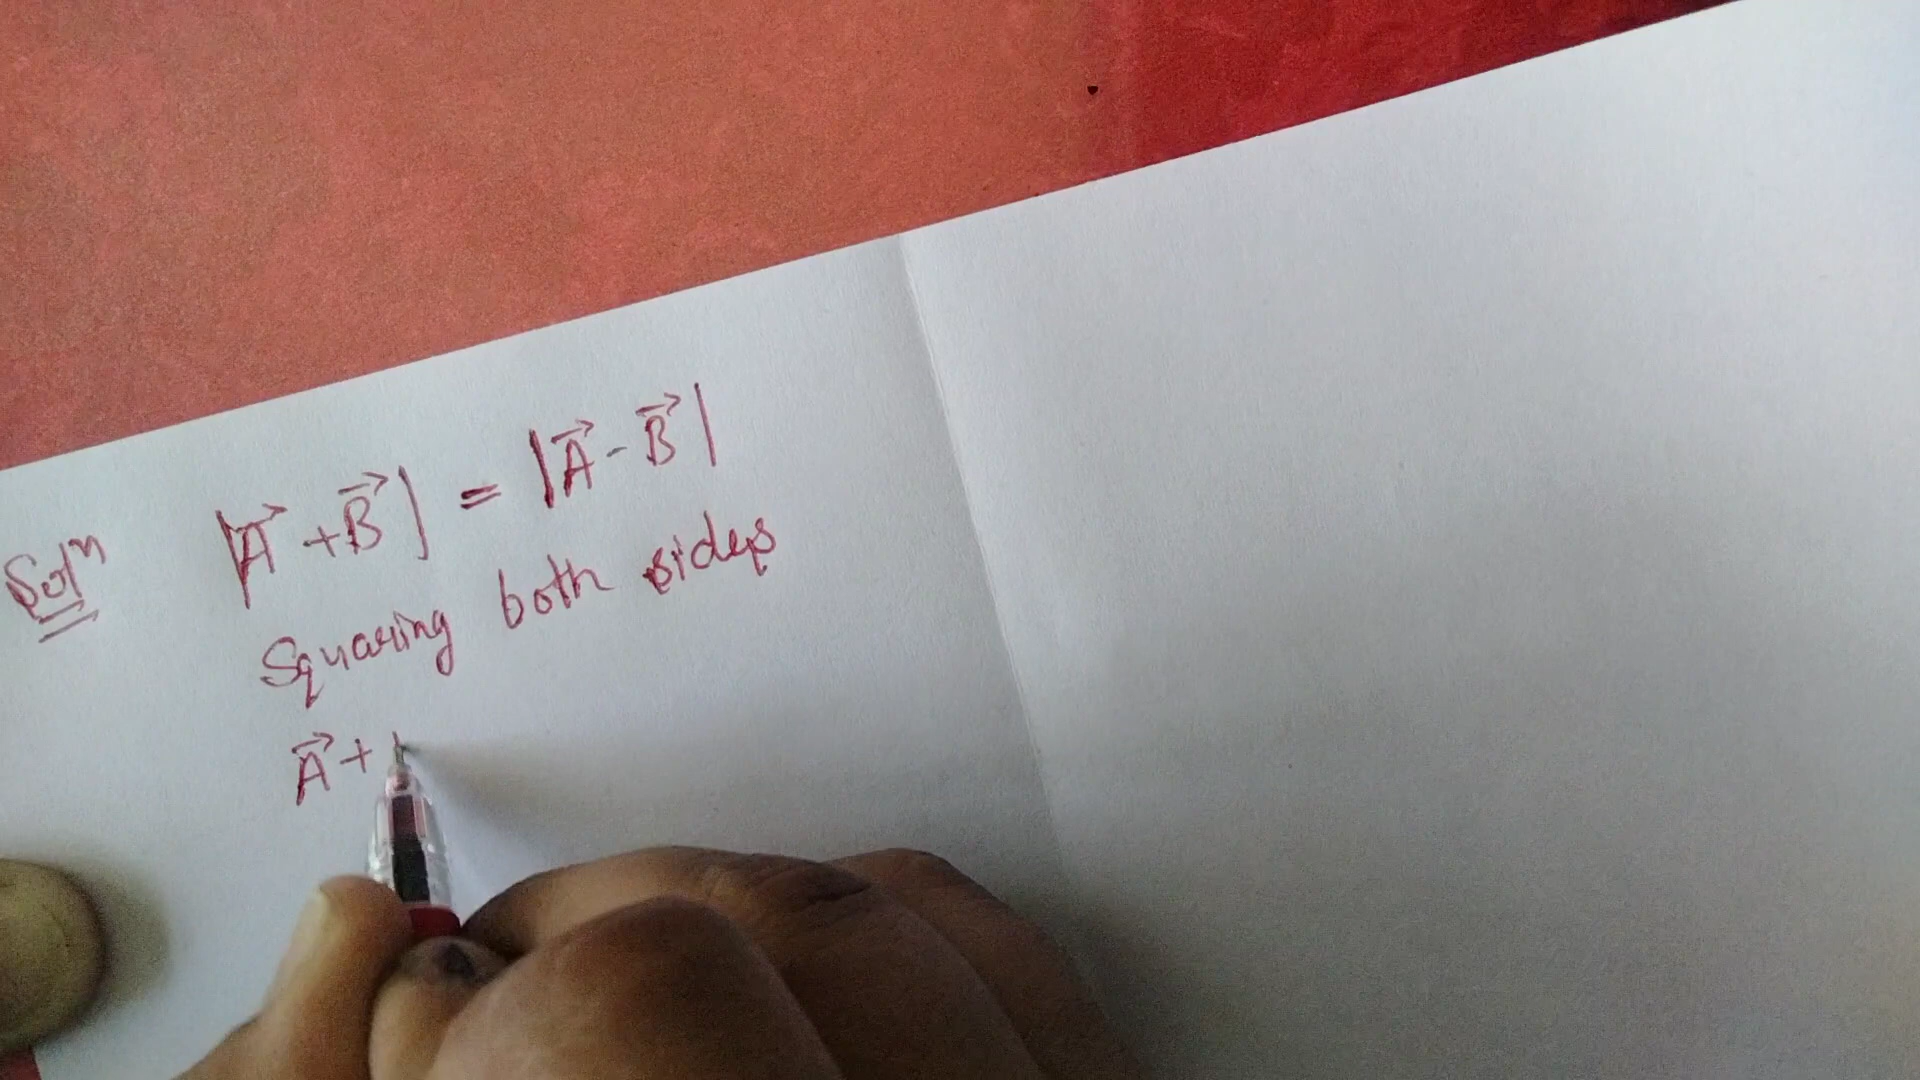 Solⁿ |A⃗ + B⃗| = |A⃗ - B⃗|
Squaring both sides
A⃗ +